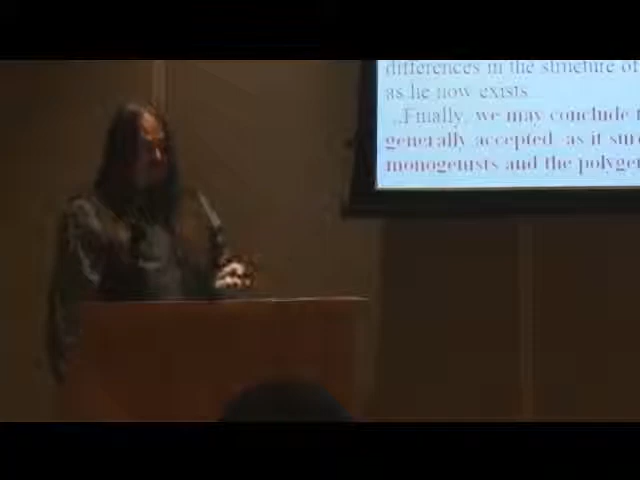 differences in the structure of
as he now exists
..Finally, we may conclude t
generally accepted, as it sure
monogenists and the polygen